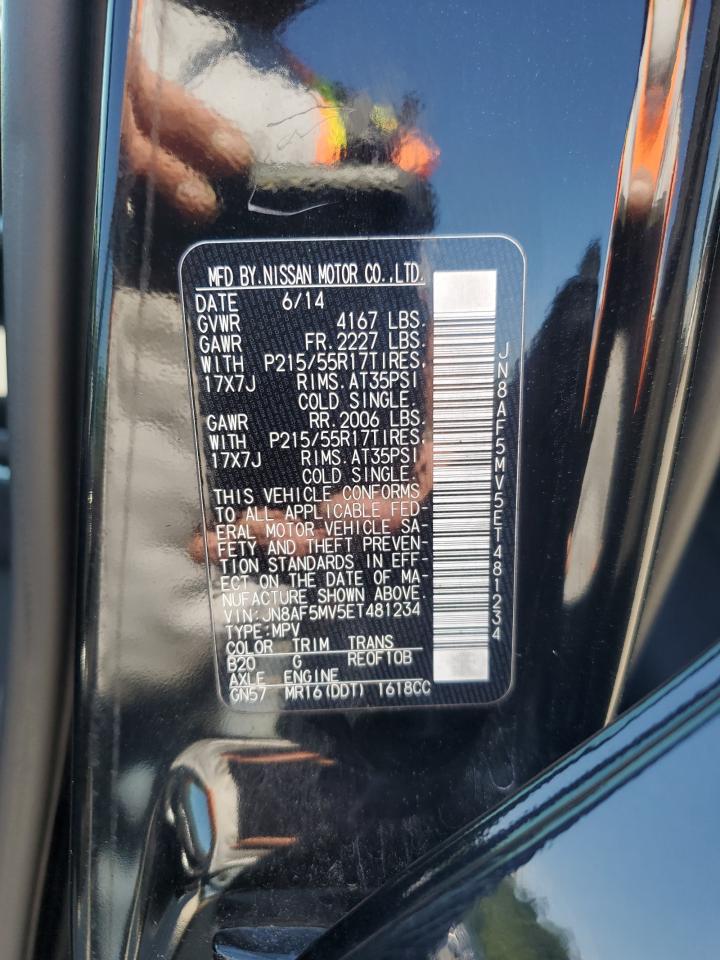 MFD BY.NISSAN MOTOR CO.,LTD.
DATE 6/14
GVWR 4167 LBS.
GAWR FR. 2227 LBS.
WITH P215/55R17TIRES,
17X7J RIMS.AT35PSI
COLD SINGLE.
GAWR RR. 2006 LBS.
WITH P215/55R17TIRES,
17X7J RIMS.AT35PSI
COLD SINGLE.
THIS VEHICLE CONFORMS
TO ALL APPLICABLE FED-
ERAL MOTOR VEHICLE SA-
FETY AND THEFT PREVEN-
TION STANDARDS IN EFF-
ECT ON THE DATE OF MA-
NUFACTURE SHOWN ABOVE.
VIN:JN8AF5MV5ET481234
TYPE:MPV
COLOR TRIM TRANS
B20 G RE0F10B
AXLE ENGINE
GN57 MR16(DDT) 1618CC
JN8AF5MV5ET481234